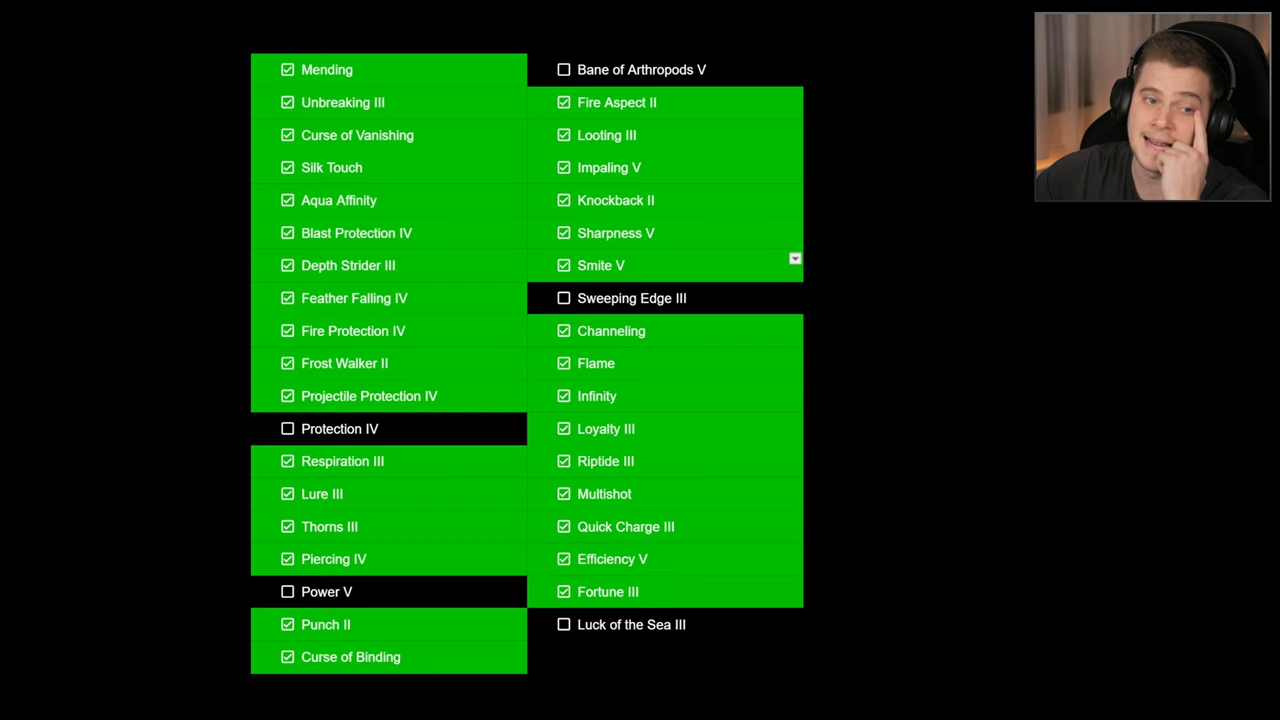 Mending
Unbreaking III
Curse of Vanishing
Silk Touch
Aqua Affinity
Blast Protection IV
Depth Strider III
Feather Falling IV
Fire Protection IV
Frost Walker II
Projectile Protection IV
Protection IV
Respiration III
Lure III
Thorns III
Piercing IV
Power V
Punch II
Curse of Binding
Bane of Arthropods V
Fire Aspect II
Looting III
Impaling V
Knockback II
Sharpness V
Smite V
Sweeping Edge III
Channeling
Flame
Infinity
Loyalty III
Riptide III
Multishot
Quick Charge III
Efficiency V
Fortune III
Luck of the Sea III